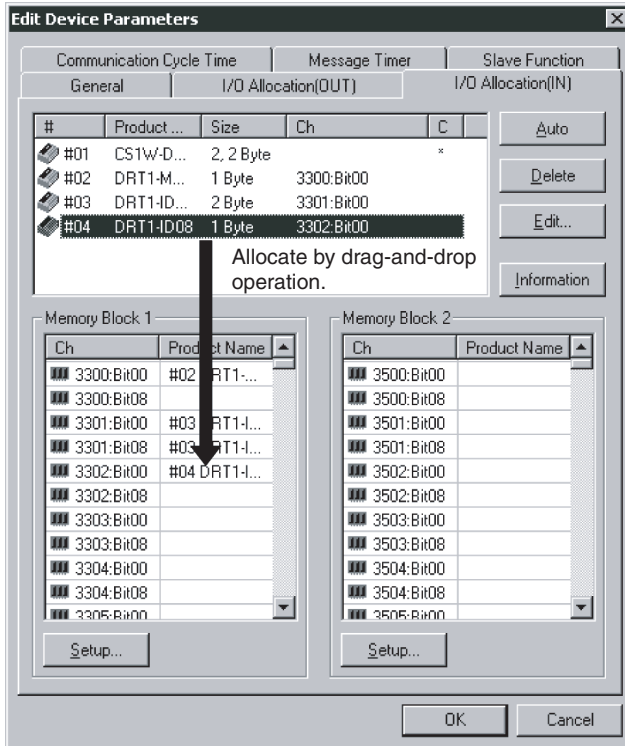 Edit Device Parameters
Communication Cycle Time Message Timer Slave Function
General I/O Allocation(OUT) I/O Allocation(IN)
# Product ... Size Ch C
#01 CS1W-D... 2, 2 Byte *
#02 DRT1-M... 1 Byte 3300:Bit00
#03 DRT1-ID... 2 Byte 3301:Bit00
#04 DRT1-ID08 1 Byte 3302:Bit00
Auto
Delete
Edit...
Information
Allocate by drag-and-drop
operation.
Memory Block 1
Ch Product Name
3300:Bit00 #02 DRT1-...
3300:Bit08
3301:Bit00 #03 DRT1-I...
3301:Bit08 #03 DRT1-I...
3302:Bit00 #04 DRT1-I...
3302:Bit08
3303:Bit00
3303:Bit08
3304:Bit00
3304:Bit08
3305:Bit00
Setup...
Memory Block 2
Ch Product Name
3500:Bit00
3500:Bit08
3501:Bit00
3501:Bit08
3502:Bit00
3502:Bit08
3503:Bit00
3503:Bit08
3504:Bit00
3504:Bit08
3505:Bit00
Setup...
OK Cancel